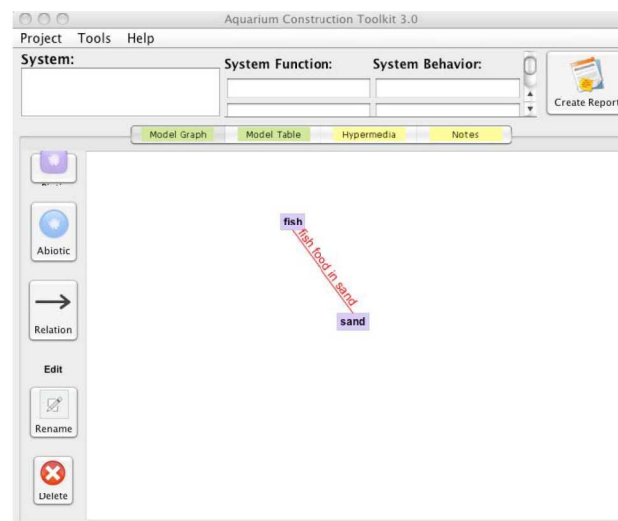 Aquarium Construction Toolkit 3.0
Project Tools Help
System:
System Function:
System Behavior:
Create Report
Model Graph
Model Table
Hypermedia
Notes
Abiotic
Relation
Edit
Rename
Delete
fish
fish food in sand
sand